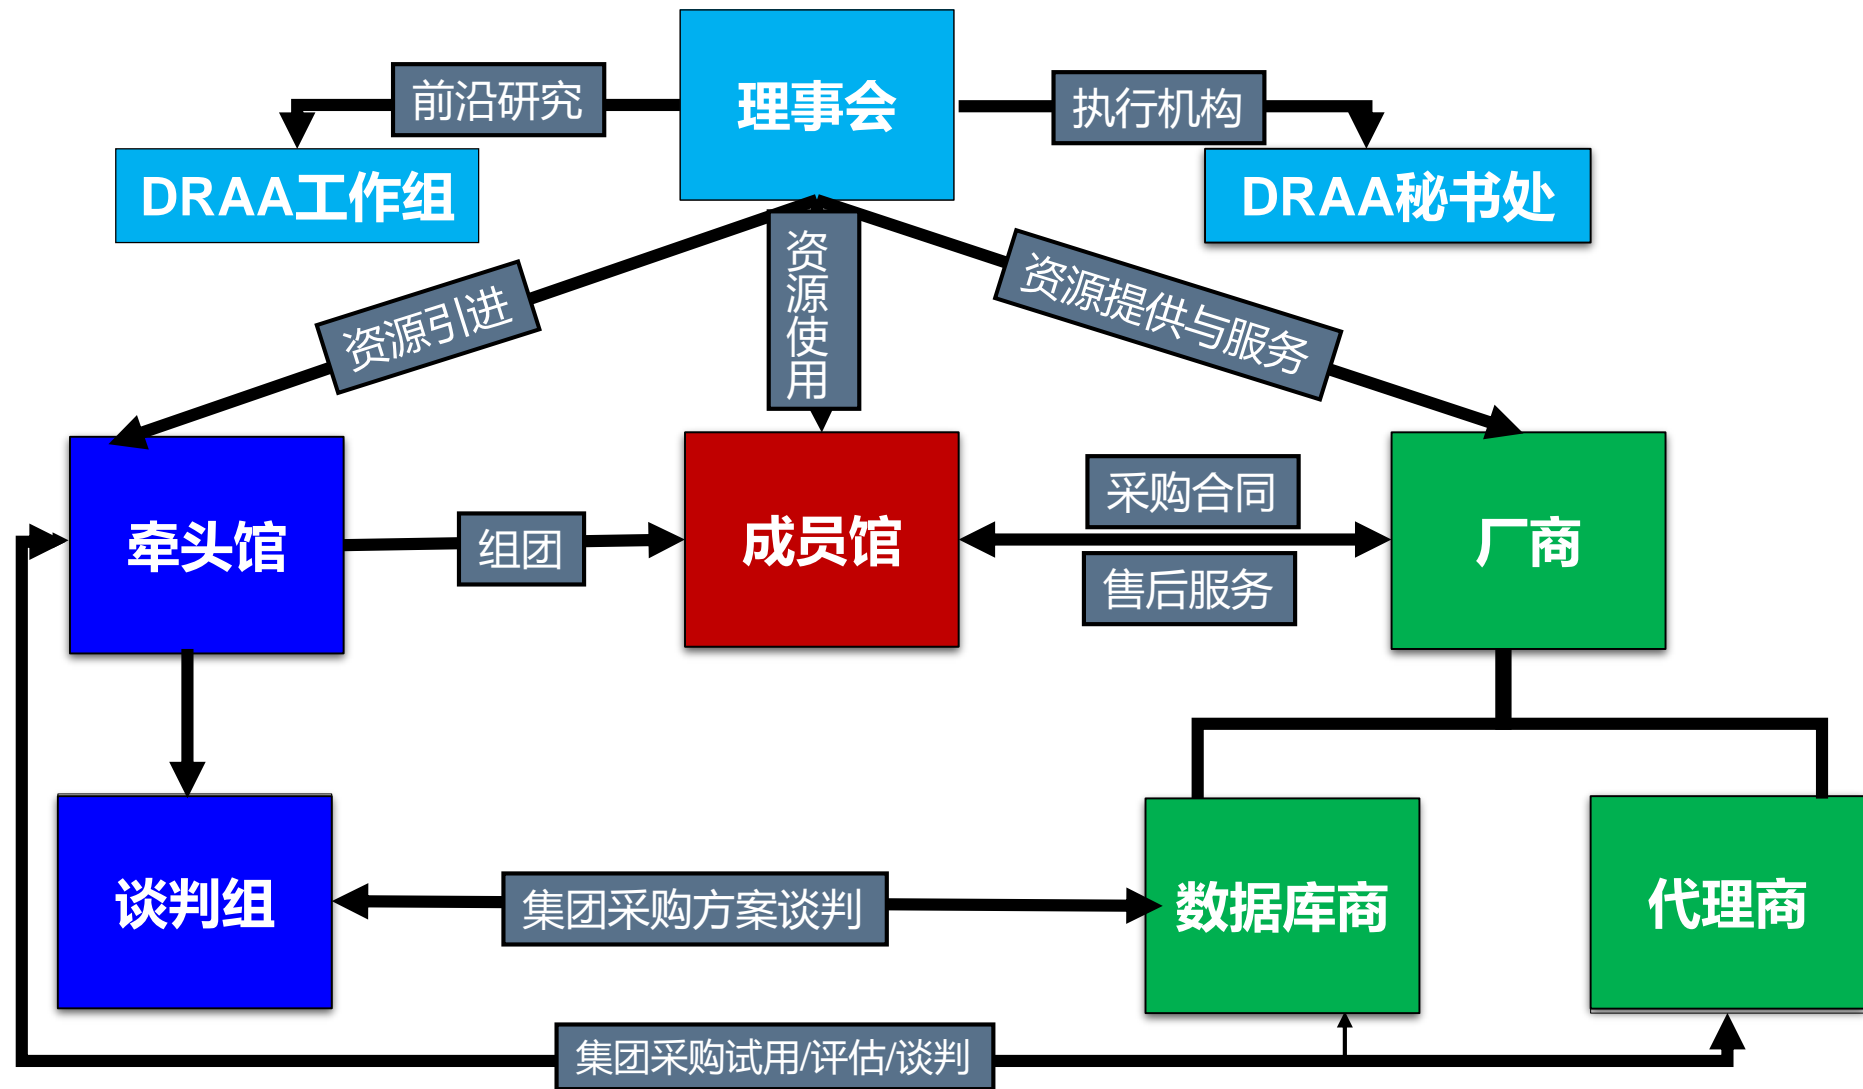 理事会
前沿研究
执行机构
DRAA工作组
DRAA秘书处
资源引进
资源使用
资源提供与服务
牵头馆
组团
成员馆
采购合同
售后服务
厂商
谈判组
集团采购方案谈判
数据库商
代理商
集团采购试用/评估/谈判